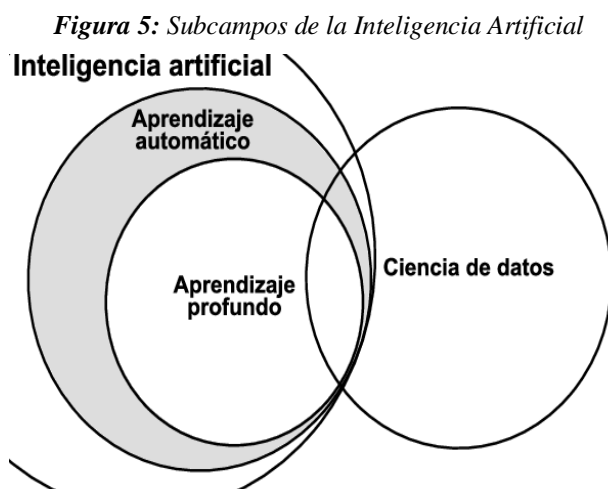 Figura 5: Subcampos de la Inteligencia Artificial
Inteligencia artificial
Aprendizaje
automático
Aprendizaje
profundo
Ciencia de datos